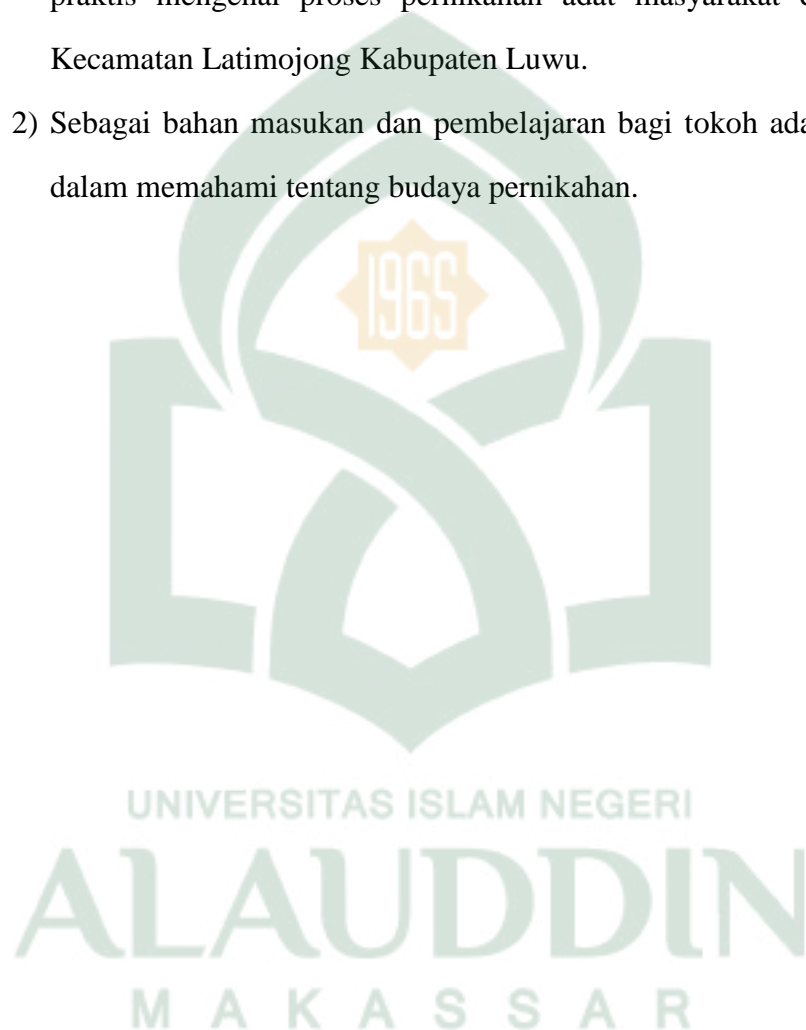 praktis mengenai proses pernikahan adat masyarakat
Kecamatan Latimojong Kabupaten Luwu.
2) Sebagai bahan masukan dan pembelajaran bagi tokoh
dalam memahami tentang budaya pernikahan.
1965
UNIVERSITAS ISLAM NEGERI
ALAUDDIN
MAKASSAR